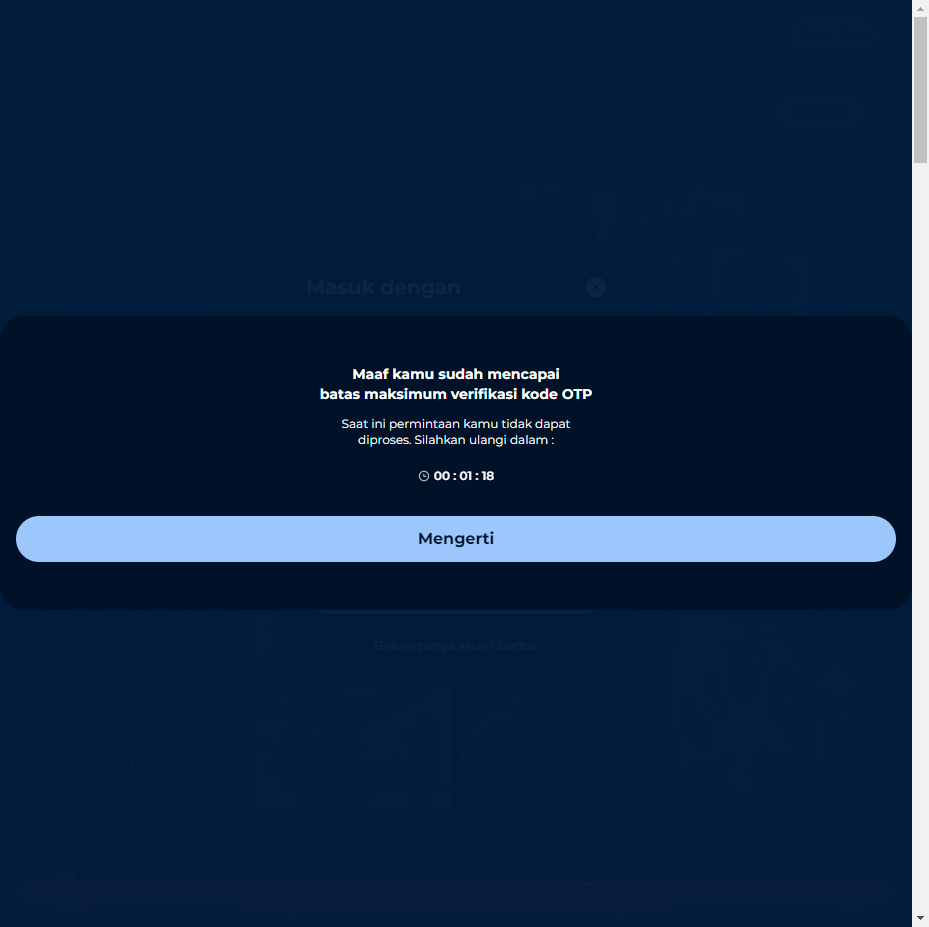 Masuk dengan
Maaf kamu sudah mencapai
batas maksimum verifikasi kode OTP
Saat ini permintaan kamu tidak dapat
diproses. Silahkan ulangi dalam :
00 : 01 : 18
Mengerti
Belum punya akun? Daftar